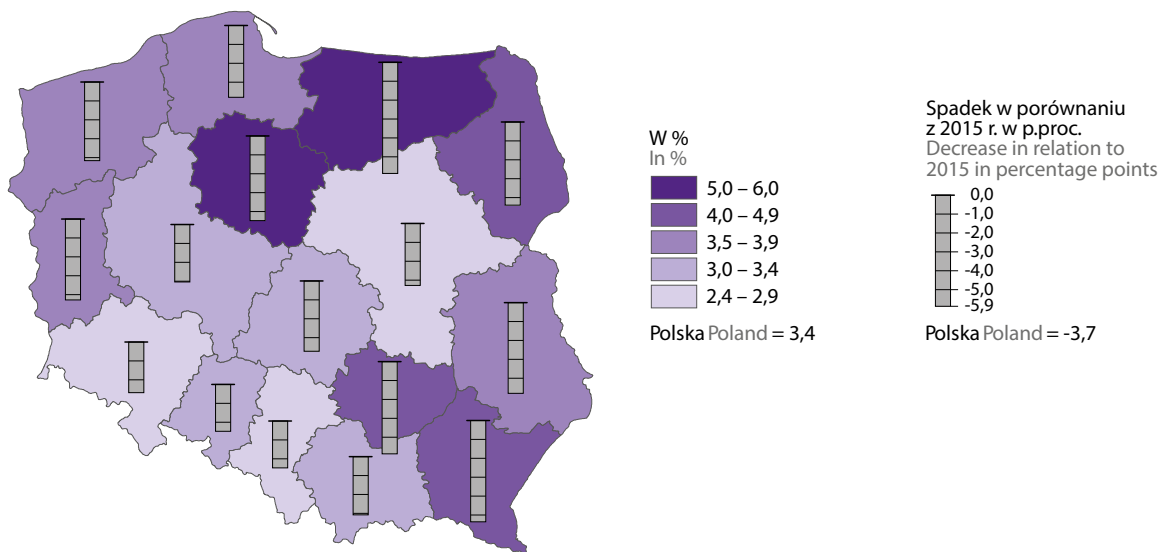 W %
In %
5,0 – 6,0
4,0 – 4,9
3,5 – 3,9
3,0 – 3,4
2,4 – 2,9
Polska Poland = 3,4
Spadek w porównaniu
z 2015 r. w p.proc.
Decrease in relation to
2015 in percentage points
0,0
-1,0
-2,0
-3,0
-4,0
-5,0
-5,9
Polska Poland = -3,7